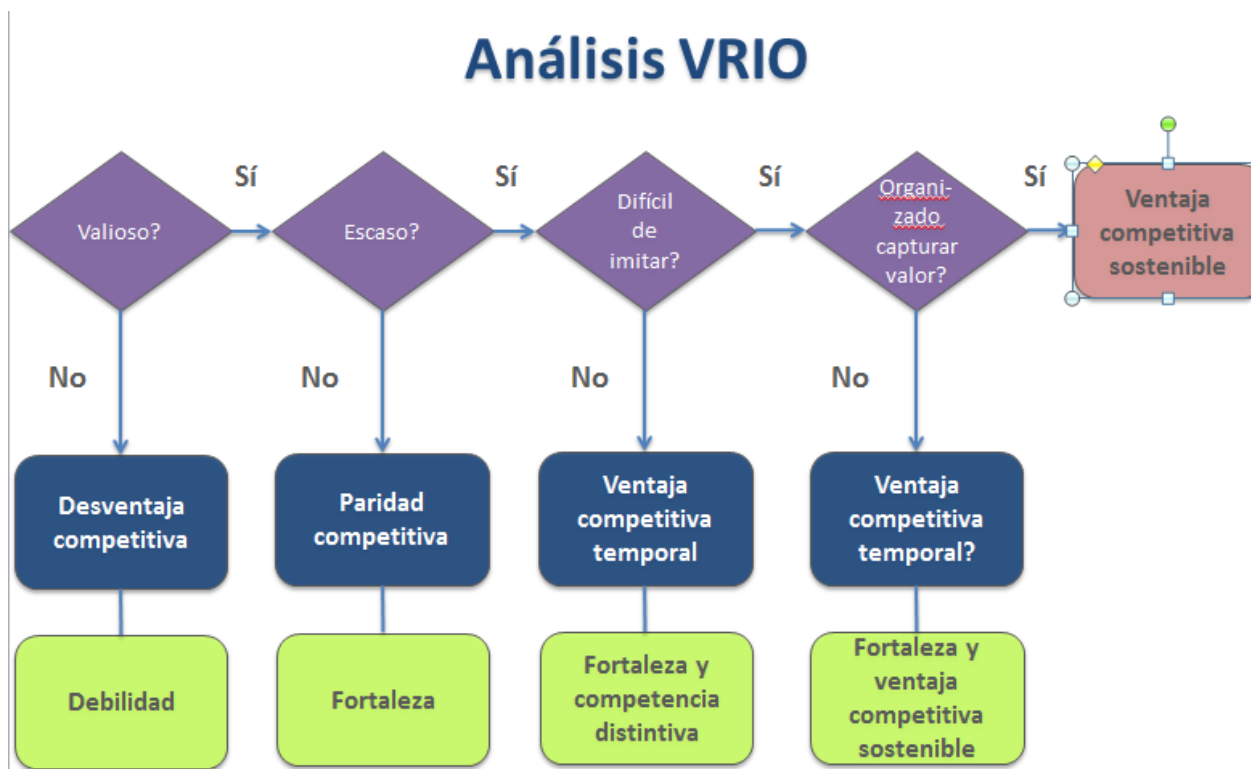 Análisis VRIO
Sí
Sí
Sí
Sí
Valioso?
Escaso?
Difícil
de
imitar?
Organi-
zado
capturar
valor?
Ventaja
competitiva
sostenible
No
No
No
No
Desventaja
competitiva
Paridad
competitiva
Ventaja
competitiva
temporal
Ventaja
competitiva
temporal?
Debilidad
Fortaleza
Fortaleza y
competencia
distintiva
Fortaleza y
ventaja
competitiva
sostenible